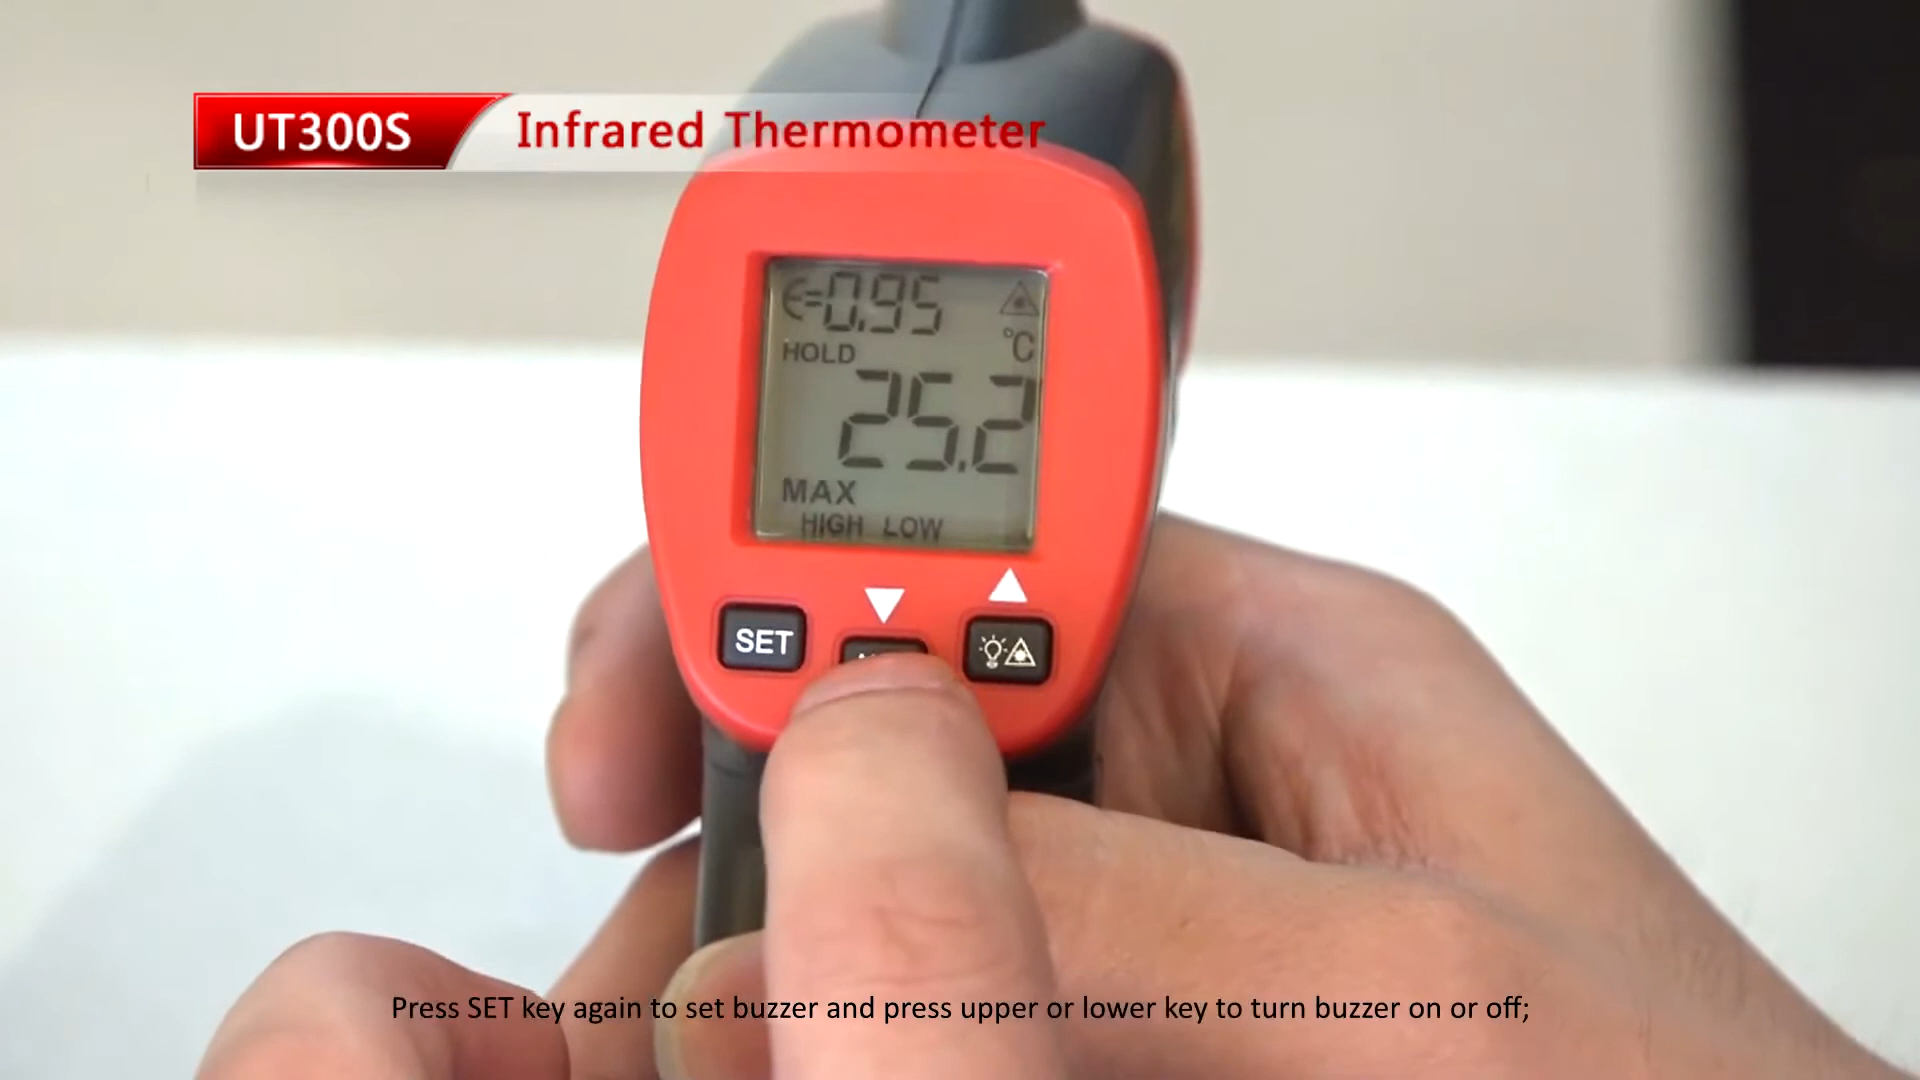 UT300S Infrared Thermometer
ϵ=0.95
°C
HOLD
25.2
MAX
HIGH LOW
SET
Press SET key again to set buzzer and press upper or lower key to turn buzzer on or off;